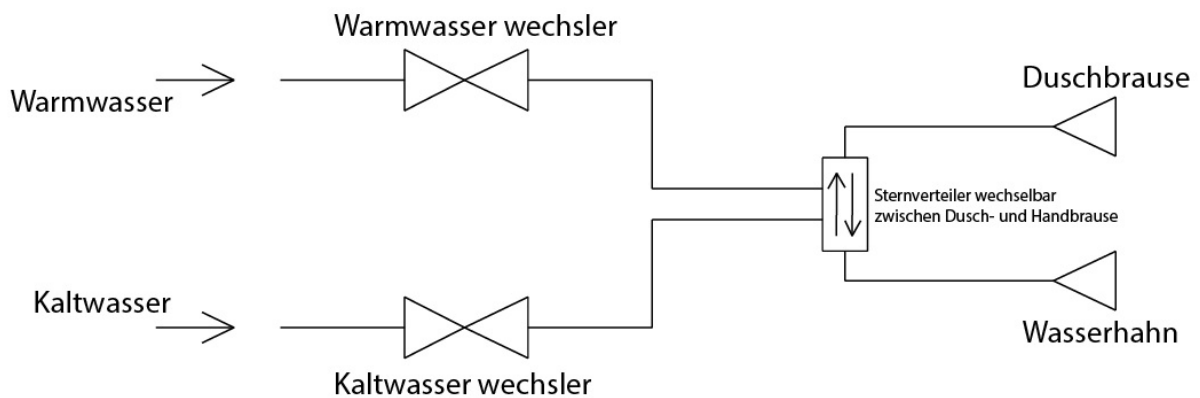 Warmwasser wechsler
Warmwasser
Duschbrause
Sternverteiler wechselbar
zwischen Dusch- und Handbrause
Kaltwasser
Wasserhahn
Kaltwasser wechsler